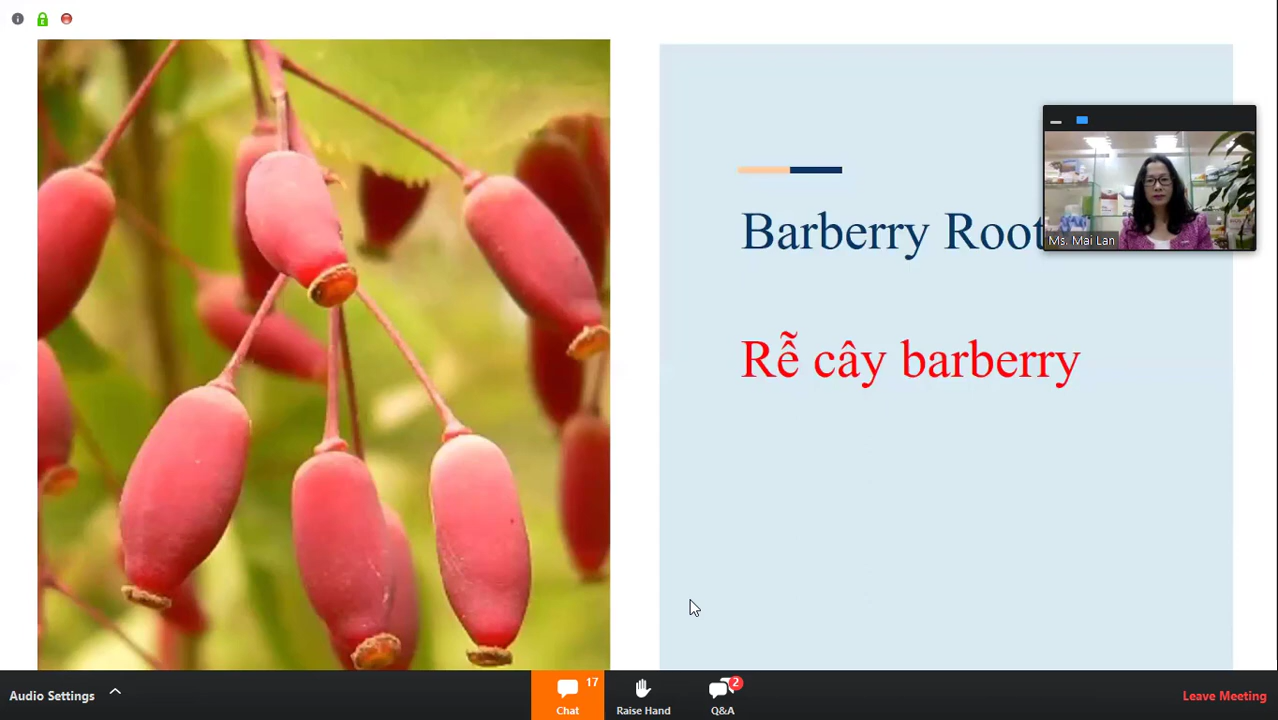 Barberry Root
Rễ cây barberry
Ms. Mai Lan
Audio Settings
17
Chat
Raise Hand
2
Q&A
Leave Meeting